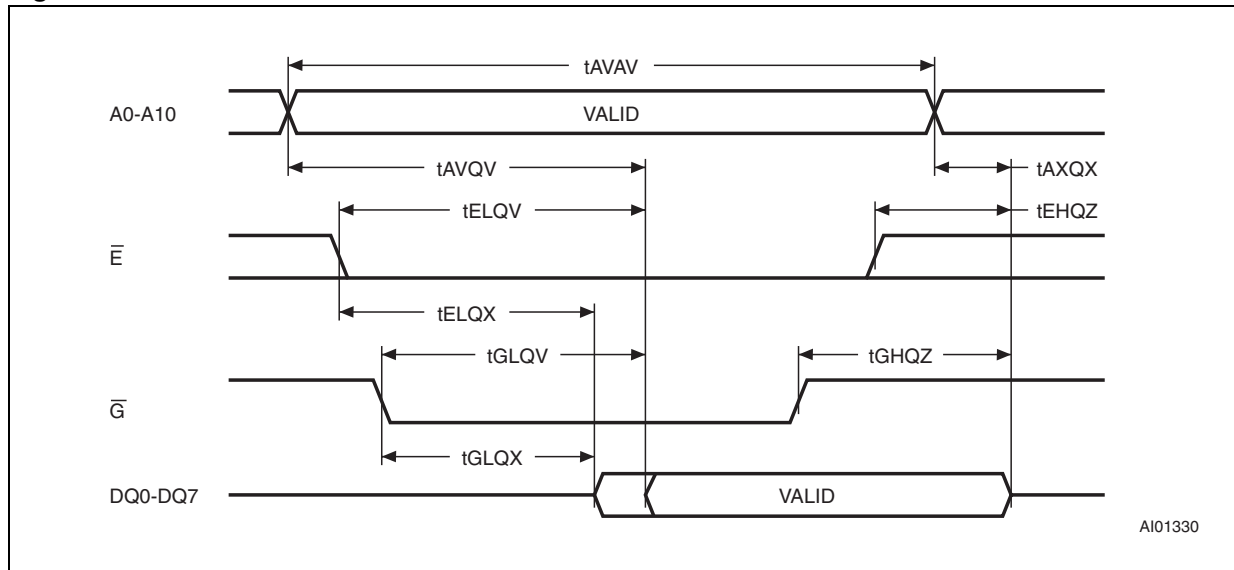 tAVAV
A0-A10 VALID
tAVQV tAXQX
tELQV tEHQZ
E̅
tELQX
tGLQV tGHQZ
G̅
tGLQX
DQ0-DQ7 VALID
AI01330